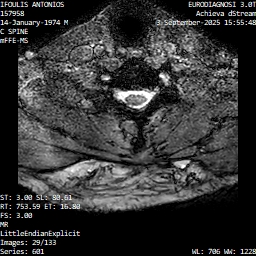 IFOULIS ANTONIOS
EURODIAGNOSI 3.0T
157958
Achieva dStream
14-January-1974 M
3-September-2025 15:55:48
C SPINE
mFFE-MS
ST: 3.00 SL: 80.61
RT: 753.59 ET: 16.80
FS: 3.00
MR
LittleEndianExplicit
Images: 29/133
Series: 601
WL: 706 WW: 1228